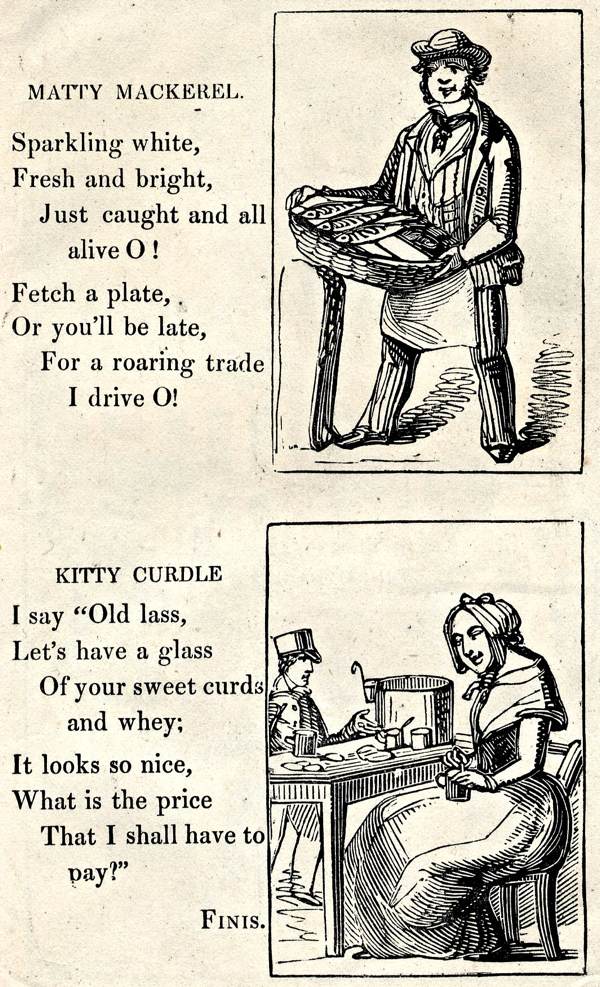 MATTY MACKEREL.
Sparkling white,
Fresh and bright,
Just caught and all
alive O !
Fetch a plate,
Or you'll be late,
For a roaring trade
I drive O!
KITTY CURDLE
I say "Old lass,
Let's have a glass
Of your sweet curds
and whey;
It looks so nice,
What is the price
That I shall have to
pay?"
FINIS.